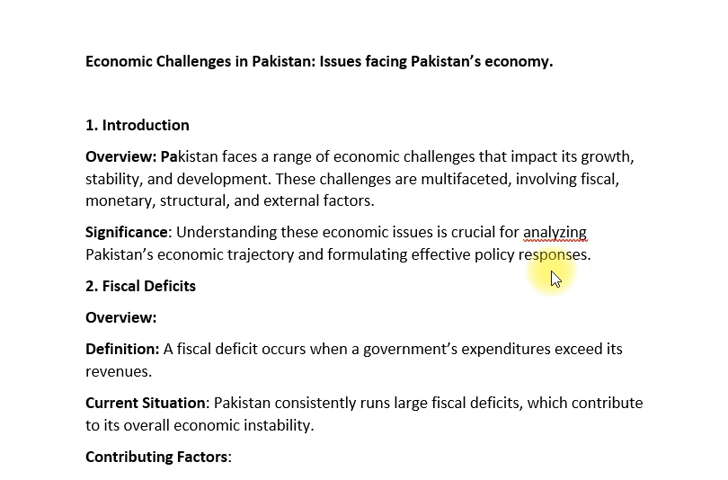 Economic Challenges in Pakistan: Issues facing Pakistan’s economy.
1. Introduction
Overview: Pakistan faces a range of economic challenges that impact its growth,
stability, and development. These challenges are multifaceted, involving fiscal,
monetary, structural, and external factors.
Significance: Understanding these economic issues is crucial for analyzing
Pakistan’s economic trajectory and formulating effective policy responses.
2. Fiscal Deficits
Overview:
Definition: A fiscal deficit occurs when a government’s expenditures exceed its
revenues.
Current Situation: Pakistan consistently runs large fiscal deficits, which contribute
to its overall economic instability.
Contributing Factors: